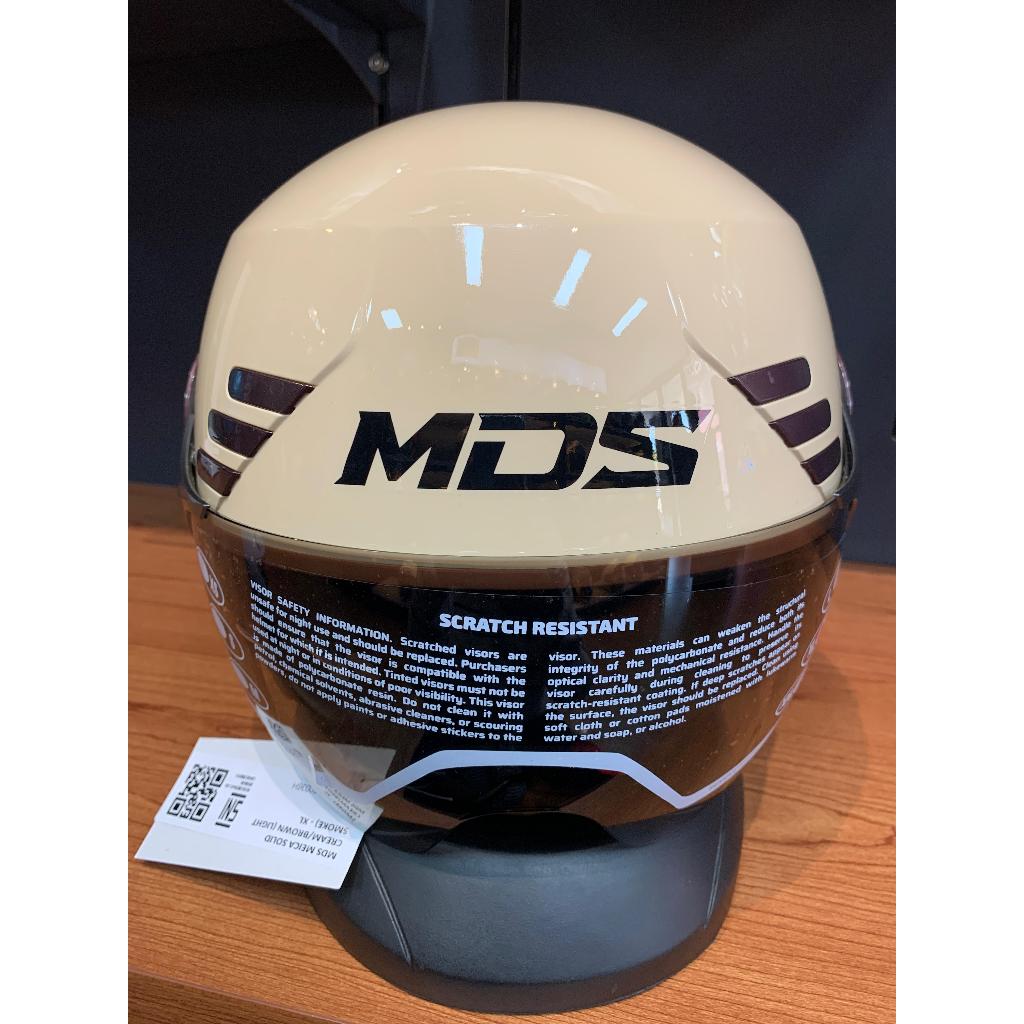 MDS
SCRATCH RESISTANT
VISOR SAFETY INFORMATION. Scratched visors are
unsafe for night use and should be replaced. Purchasers
should ensure that the visor is compatible with the
helmet for which if is intended. Tinted visors must not be
used at night or in conditions of poor visibility. This visor
is made of polycarbonate resin. Do not clean it with
petrol, chemical solvents, abrasive cleaners, or scouring
powders, do not apply paints or adhesive stickers to the
visor. These materials can weaken the structural
integrity of the polycarbonate and reduce both its
optical clarity and mechanical resistance. Handle the
visor carefully during cleaning to preserve its
scratch-resistant coating. If deep scratches appear on
the surface, the visor should be replaced. Clean using
soft cloth or cotton pads moistened with lukewarm
water and soap, or alcohol.
SNI
MDS MEICA SOLID
CREAM/BROWN (LIGHT
SMOKE) - XL